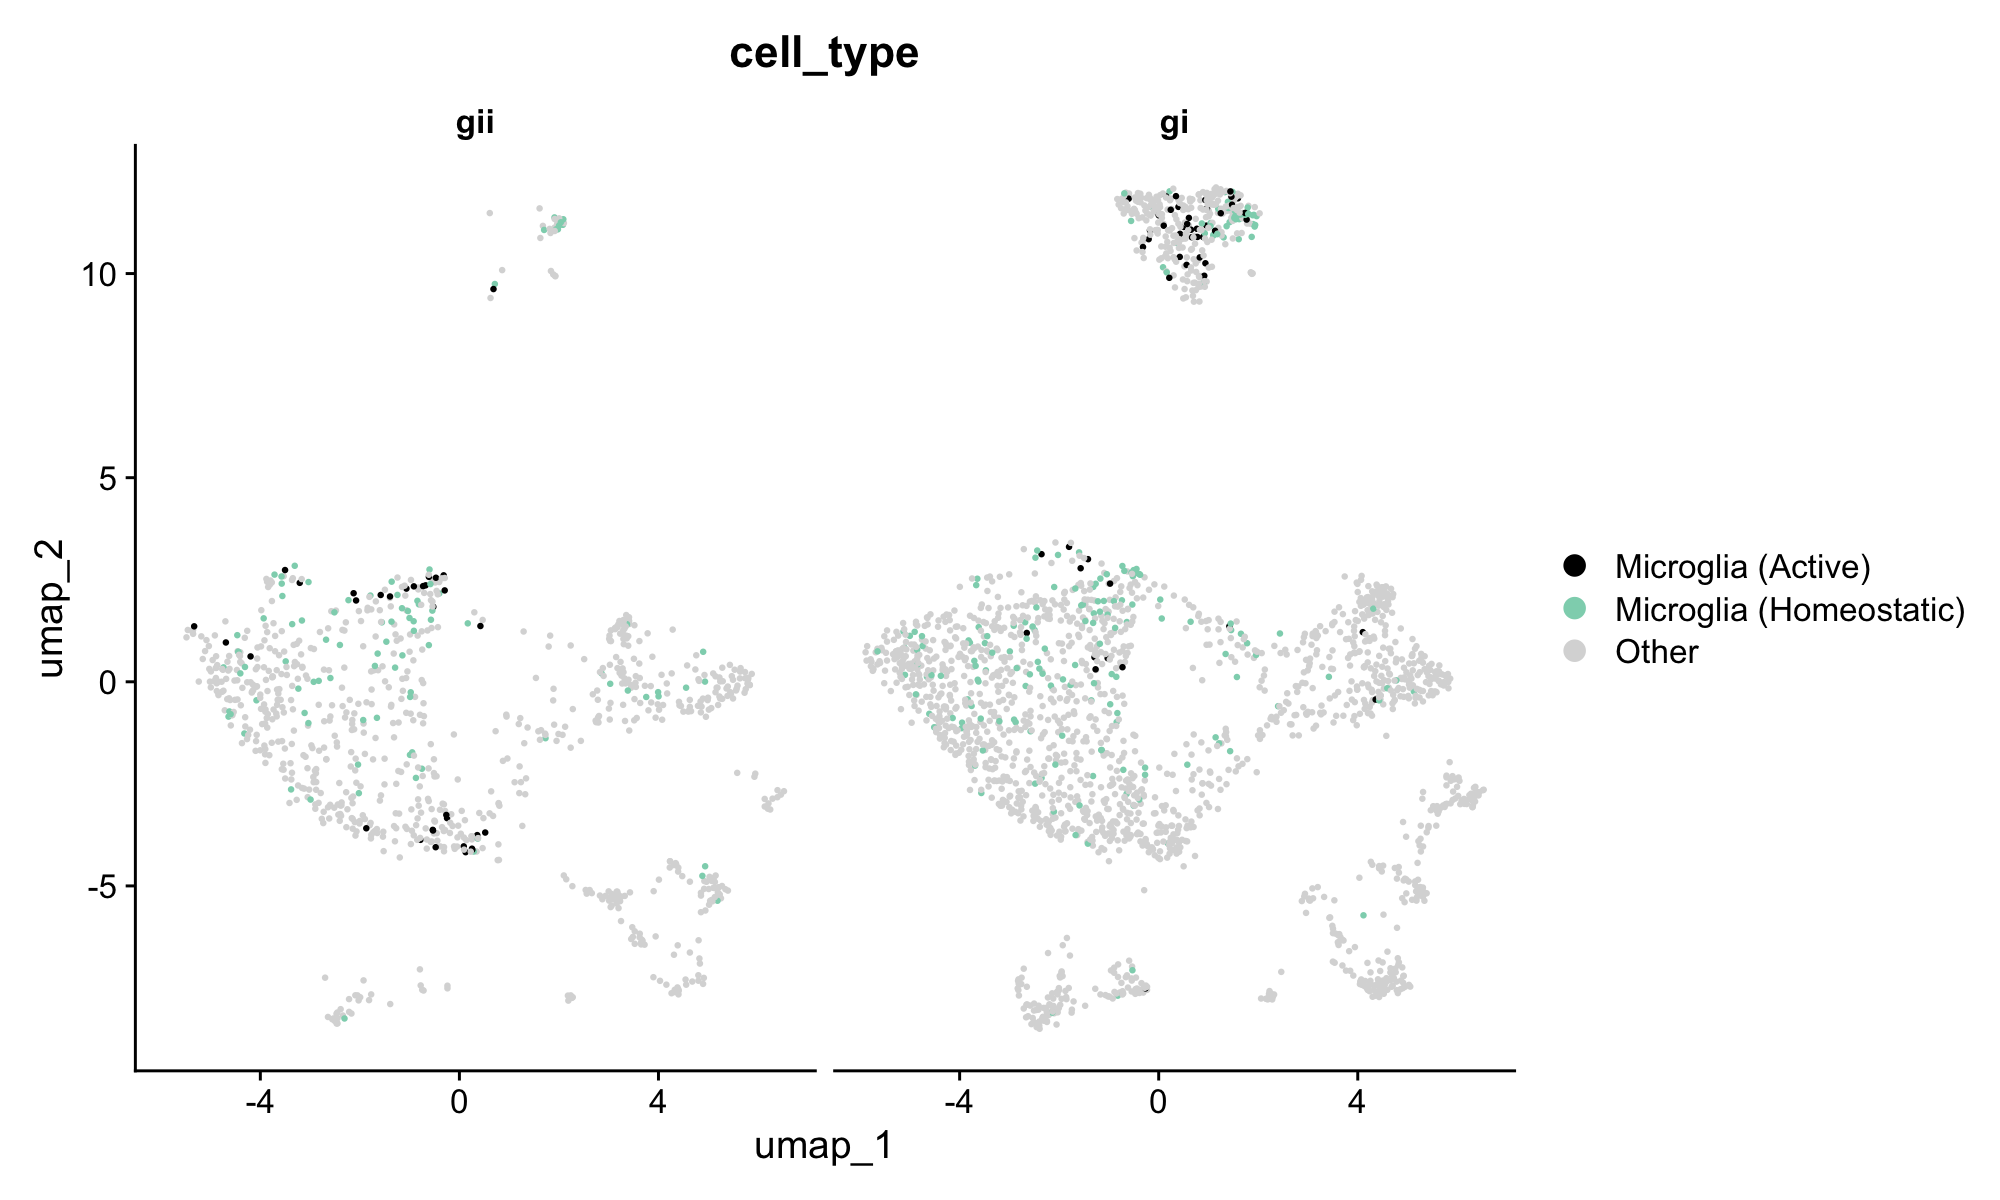 cell_type
gii
gi
10
5
0
-5
umap_2
-4
0
4
-4
0
4
umap_1
Microglia (Active)
Microglia (Homeostatic)
Other